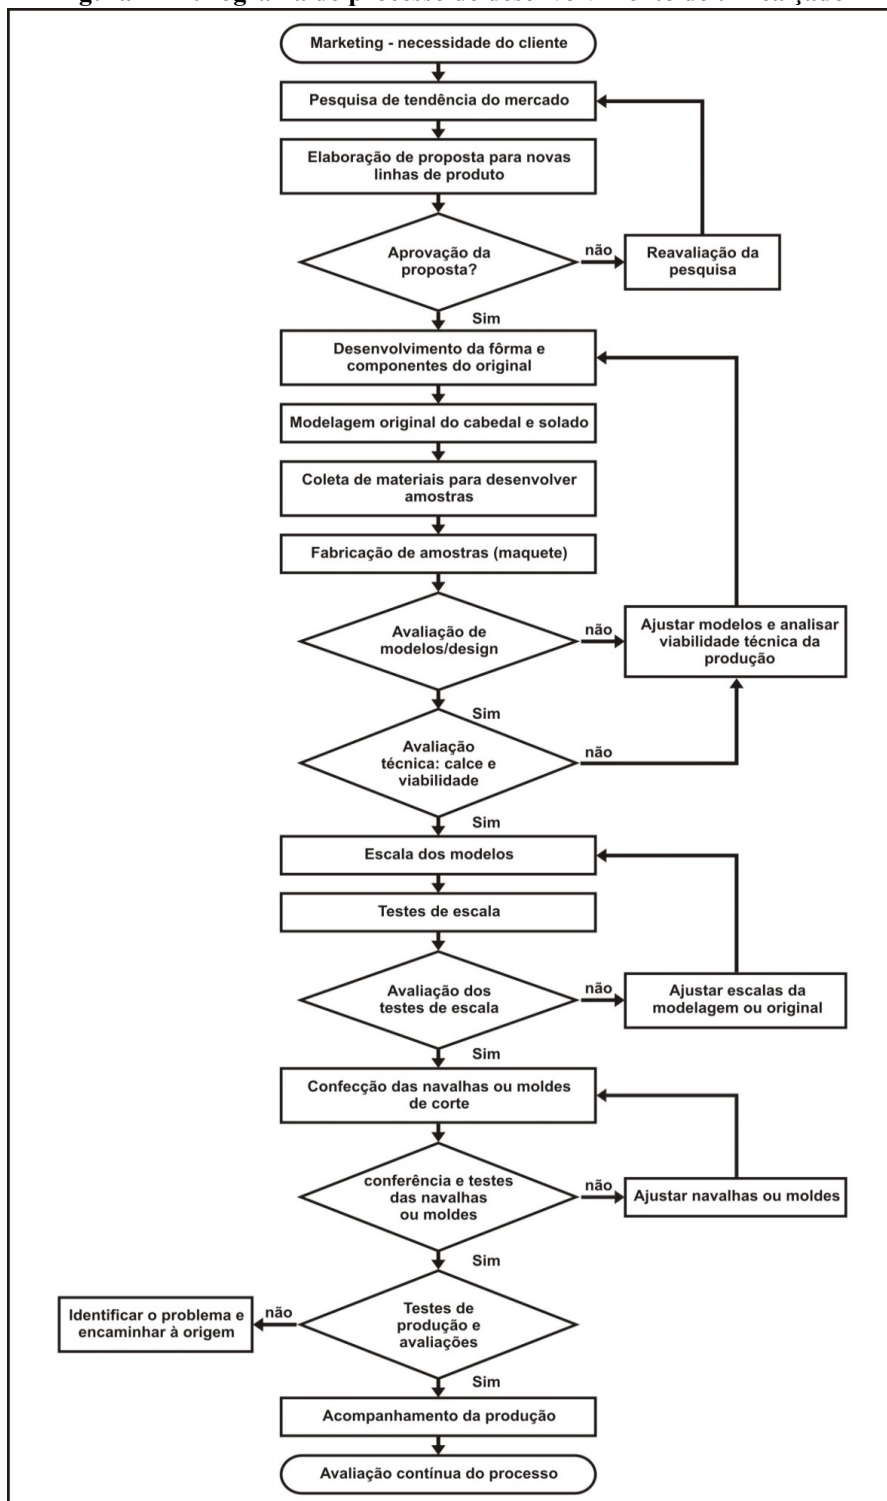 Marketing - necessidade do cliente
Pesquisa de tendência do mercado
Elaboração de proposta para novas
linhas de produto
Aprovação da
proposta?
não
Reavaliação da
pesquisa
Sim
Desenvolvimento da fôrma e
componentes do original
Modelagem original do cabedal e solado
Coleta de materiais para desenvolver
amostras
Fabricação de amostras (maquete)
Avaliação de
modelos/design
não
Ajustar modelos e analisar
viabilidade técnica da
produção
Sim
Avaliação
técnica: calce e
viabilidade
não
Sim
Escala dos modelos
Testes de escala
Avaliação dos
testes de escala
não
Ajustar escalas da
modelagem ou original
Sim
Confecção das navalhas ou moldes
de corte
conferência e testes
das navalhas
ou moldes
não
Ajustar navalhas ou moldes
Sim
Testes de
produção e
avaliações
não
Identificar o problema e
encaminhar à origem
Sim
Acompanhamento da produção
Avaliação contínua do processo